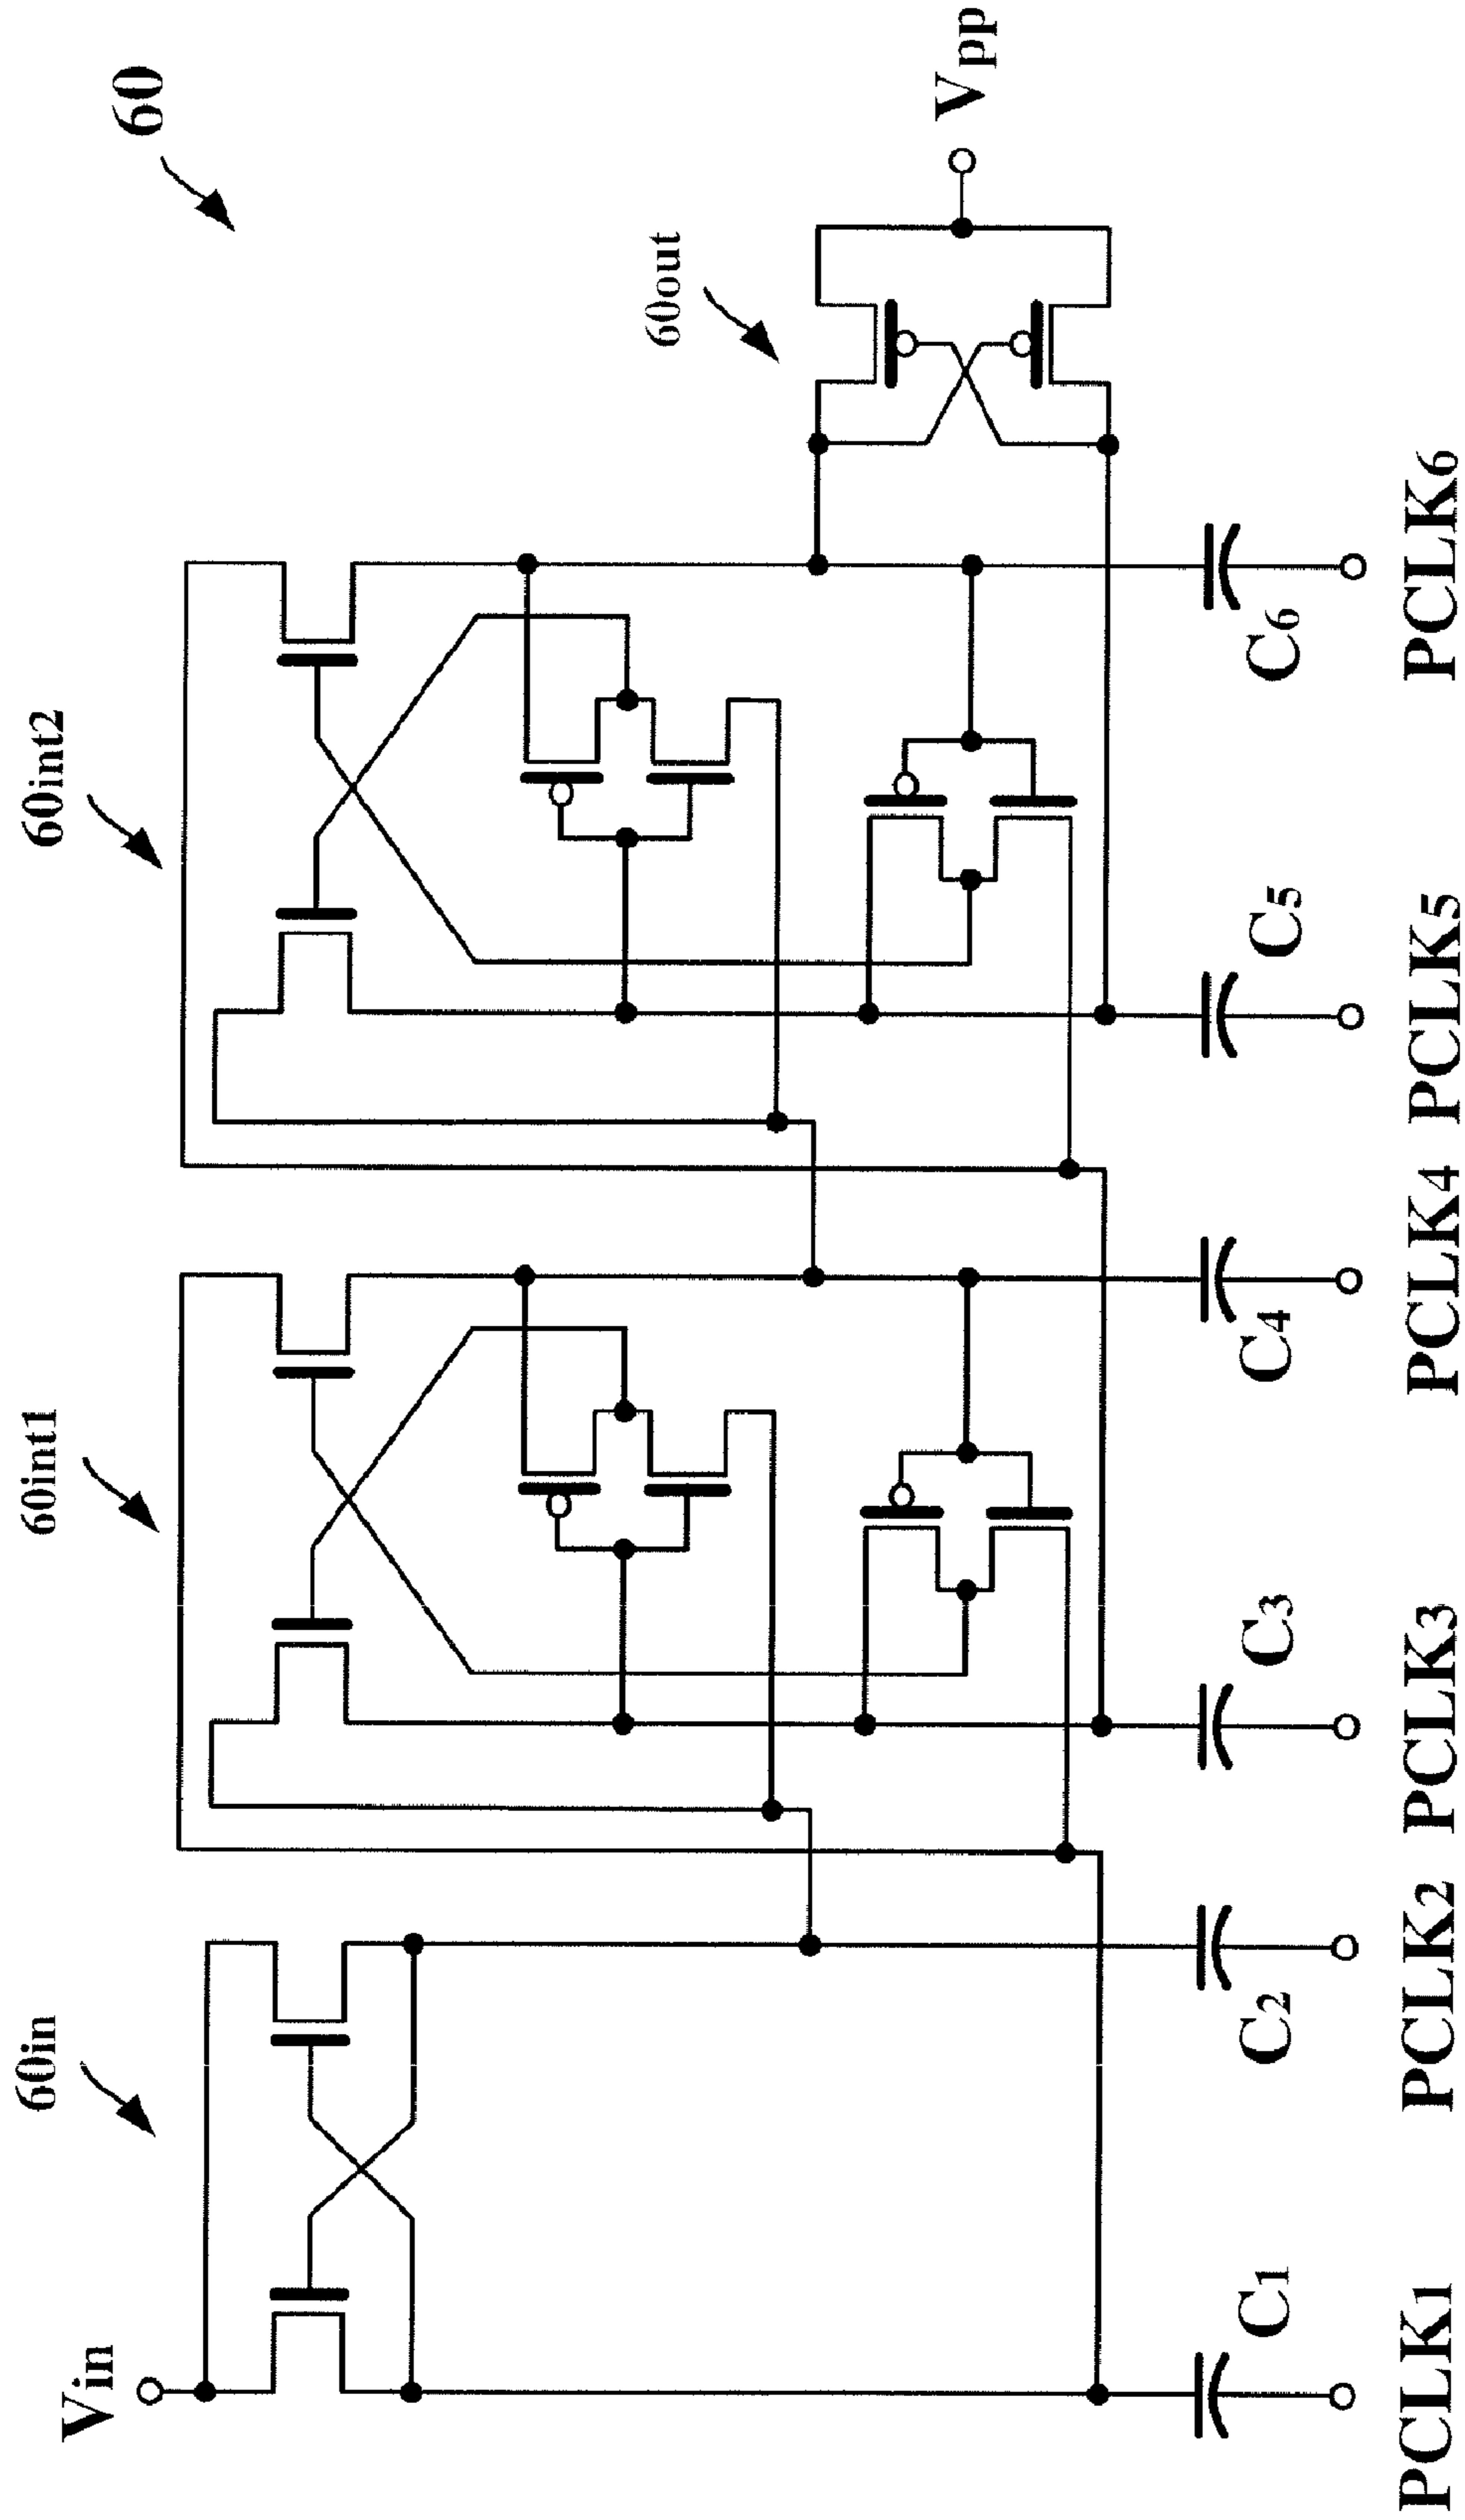 60
60in
60int1
60int2
60out
Vin
Vpp
C1
C2
C3
C4
C5
C6
PCLK1
PCLK2
PCLK3
PCLK4
PCLK5
PCLK6